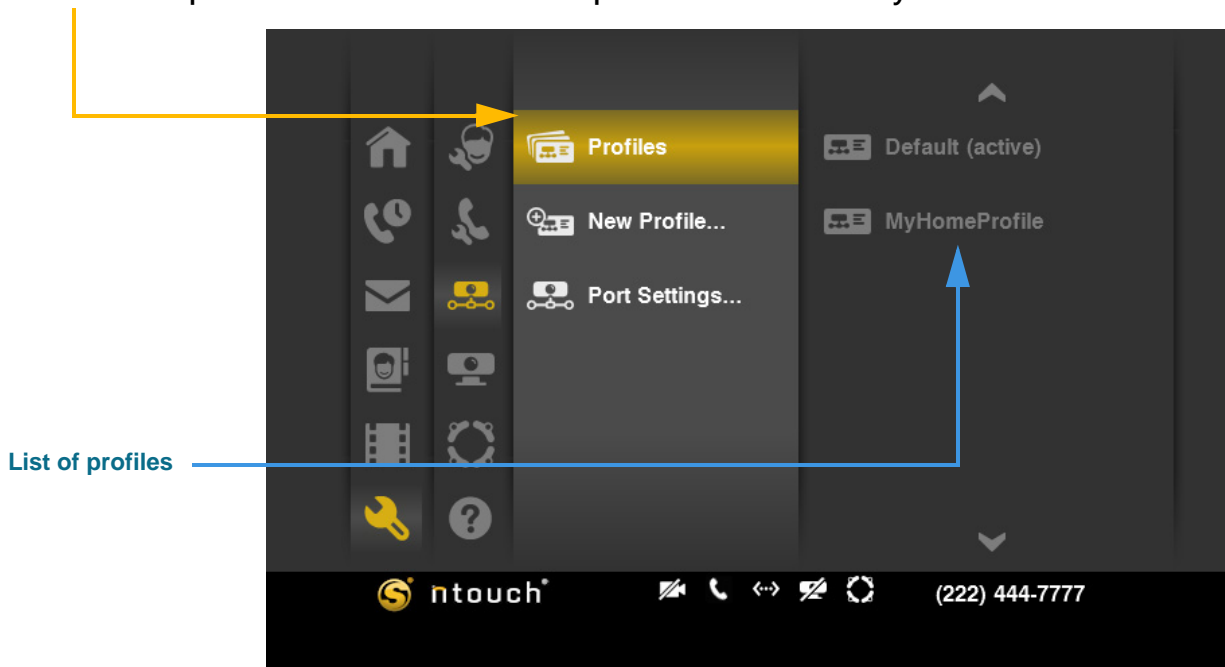 Profiles
Default (active)
New Profile...
MyHomeProfile
Port Settings...
List of profiles
ntouch
(222) 444-7777